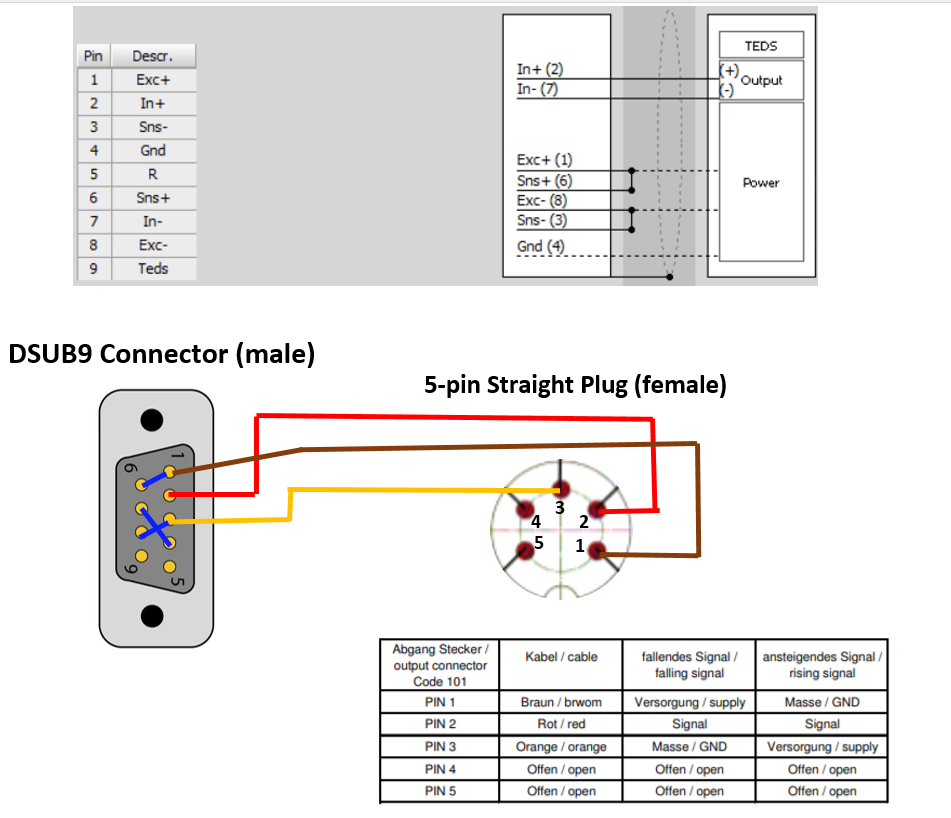 Pin Descr.
1 Exc+
2 In+
3 Sns-
4 Gnd
5 R
6 Sns+
7 In-
8 Exc-
9 Teds
In+ (2)
In- (7)
Exc+ (1)
Sns+ (6)
Exc- (8)
Sns- (3)
Gnd (4)
TEDS
(+)
(-)
Output
Power
DSUB9 Connector (male)
5-pin Straight Plug (female)
1
6
9
5
3
4
2
5
1
Abgang Stecker /
output connector
Code 101
Kabel / cable
fallendes Signal /
falling signal
ansteigendes Signal /
rising signal
PIN 1 Braun / brwom Versorgung / supply Masse / GND
PIN 2 Rot / red Signal Signal
PIN 3 Orange / orange Masse / GND Versorgung / supply
PIN 4 Offen / open Offen / open Offen / open
PIN 5 Offen / open Offen / open Offen / open